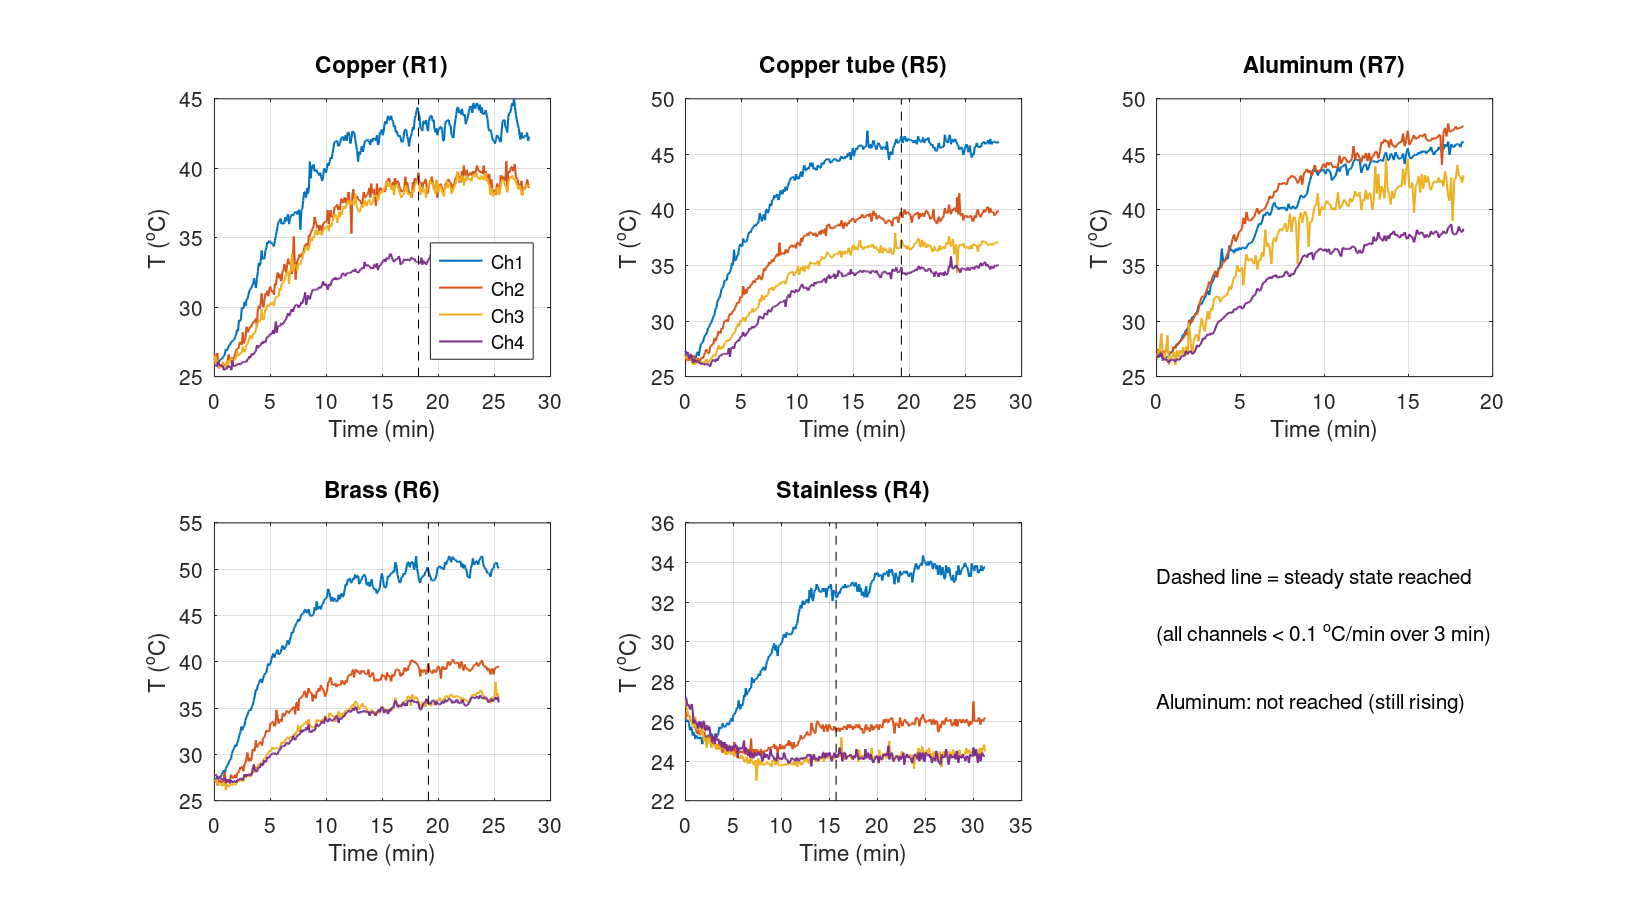 Copper (R1)
45
40
35
30
25
T (°C)
0 5 10 15 20 25 30
Time (min)
Ch1
Ch2
Ch3
Ch4
Copper tube (R5)
50
45
40
35
30
25
T (°C)
0 5 10 15 20 25 30
Time (min)
Aluminum (R7)
50
45
40
35
30
25
T (°C)
0 5 10 15 20
Time (min)
Brass (R6)
55
50
45
40
35
30
25
T (°C)
0 5 10 15 20 25 30
Time (min)
Stainless (R4)
36
34
32
30
28
26
24
22
T (°C)
0 5 10 15 20 25 30 35
Time (min)
Dashed line = steady state reached
(all channels < 0.1 °C/min over 3 min)
Aluminum: not reached (still rising)